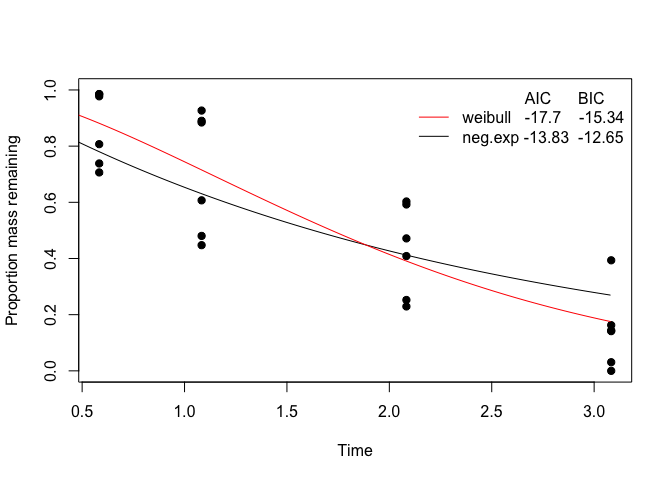 AIC BIC
weibull -17.7 -15.34
neg.exp -13.83 -12.65
Proportion mass remaining
1.0
0.8
0.6
0.4
0.2
0.0
0.5 1.0 1.5 2.0 2.5 3.0
Time